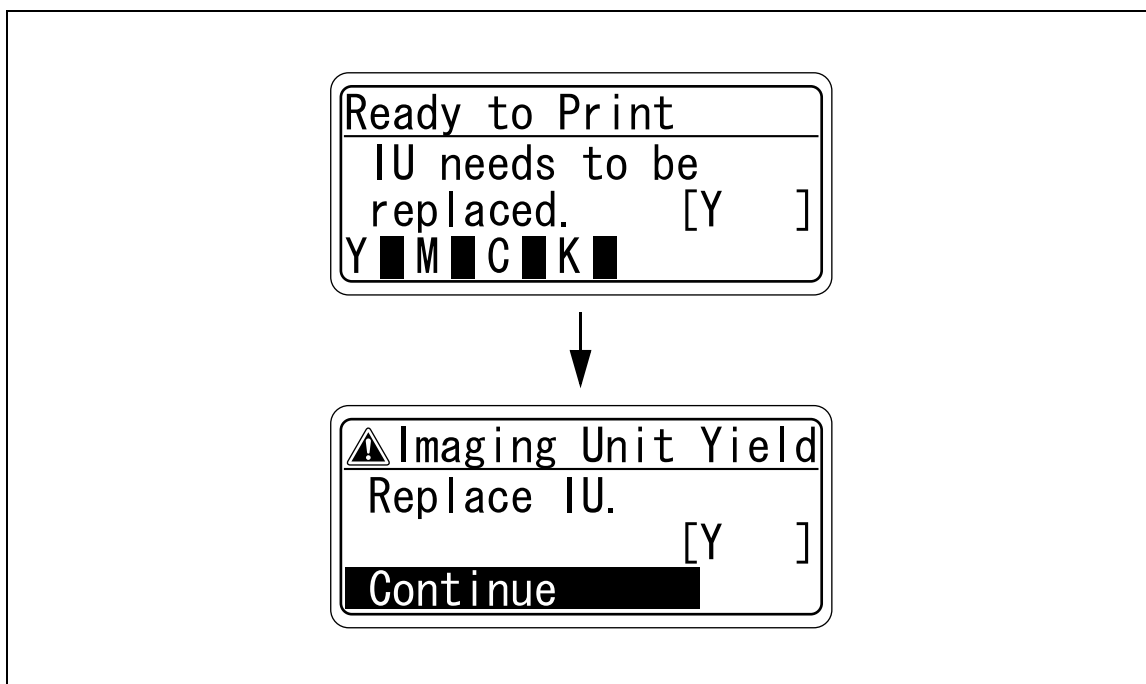 Ready to Print
IU needs to be
replaced. [Y ]
Y M C K
Imaging Unit Yield
Replace IU.
[Y ]
Continue